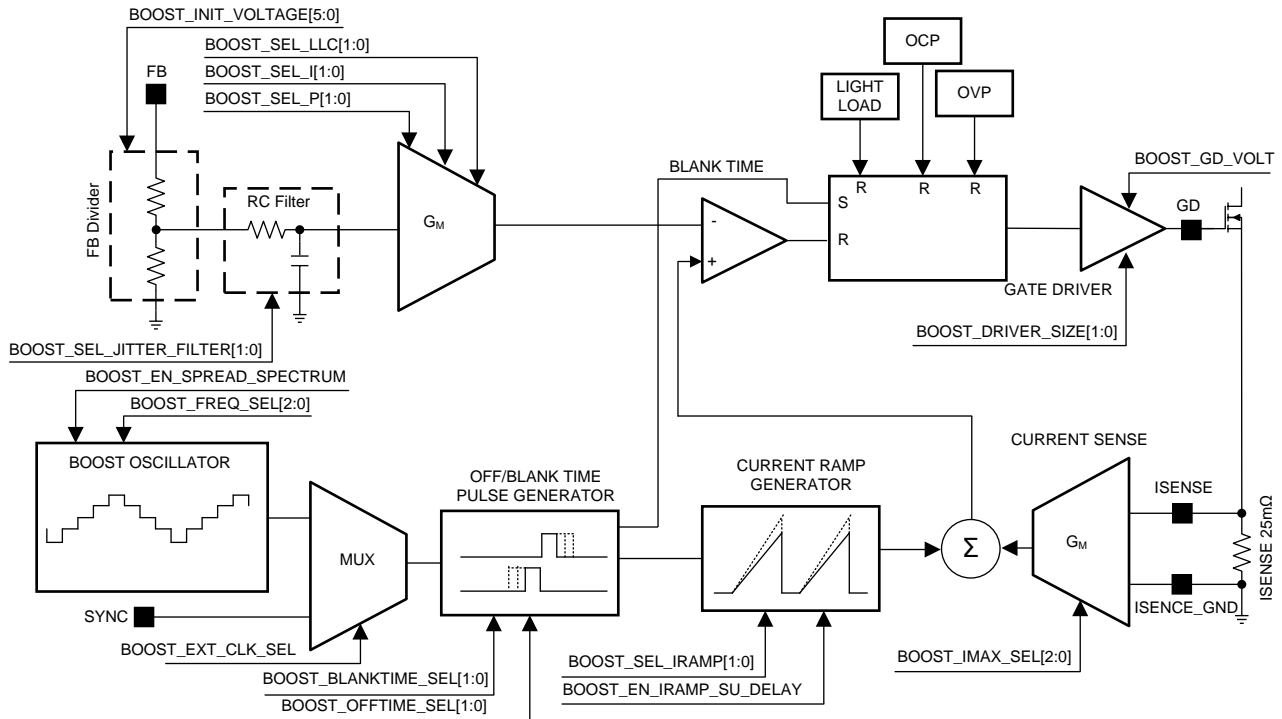 BOOST_INIT_VOLTAGE[5:0]
BOOST_SEL_LLC[1:0]
BOOST_SEL_I[1:0]
BOOST_SEL_P[1:0]
FB
FB Divider
RC Filter
BOOST_SEL_JITTER_FILTER[1:0]
GM
BLANK TIME
-
+
LIGHT
LOAD
OCP
OVP
R
R
R
S
R
BOOST_GD_VOLT
GD
GATE DRIVER
BOOST_DRIVER_SIZE[1:0]
BOOST_EN_SPREAD_SPECTRUM
BOOST_FREQ_SEL[2:0]
BOOST OSCILLATOR
SYNC
MUX
BOOST_EXT_CLK_SEL
OFF/BLANK TIME
PULSE GENERATOR
BOOST_BLANKTIME_SEL[1:0]
BOOST_OFFTIME_SEL[1:0]
CURRENT RAMP
GENERATOR
BOOST_SEL_IRAMP[1:0]
BOOST_EN_IRAMP_SU_DELAY
Σ
CURRENT SENSE
GM
BOOST_IMAX_SEL[2:0]
ISENSE
ISENCE_GND
ISENSE 25mΩ